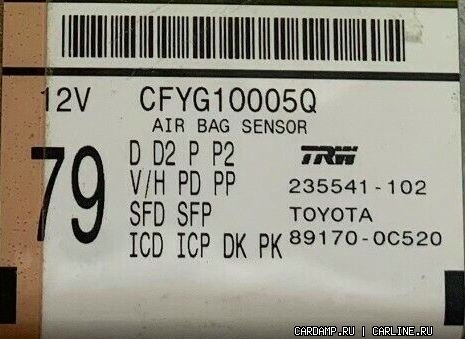 12V CFYG10005Q
AIR BAG SENSOR
79
D D2 P P2 TRW
V/H PD PP 235541-102
SFD SFP TOYOTA
ICD ICP DK PK 89170-0C520
CARDAMP.RU | CARLINE.RU